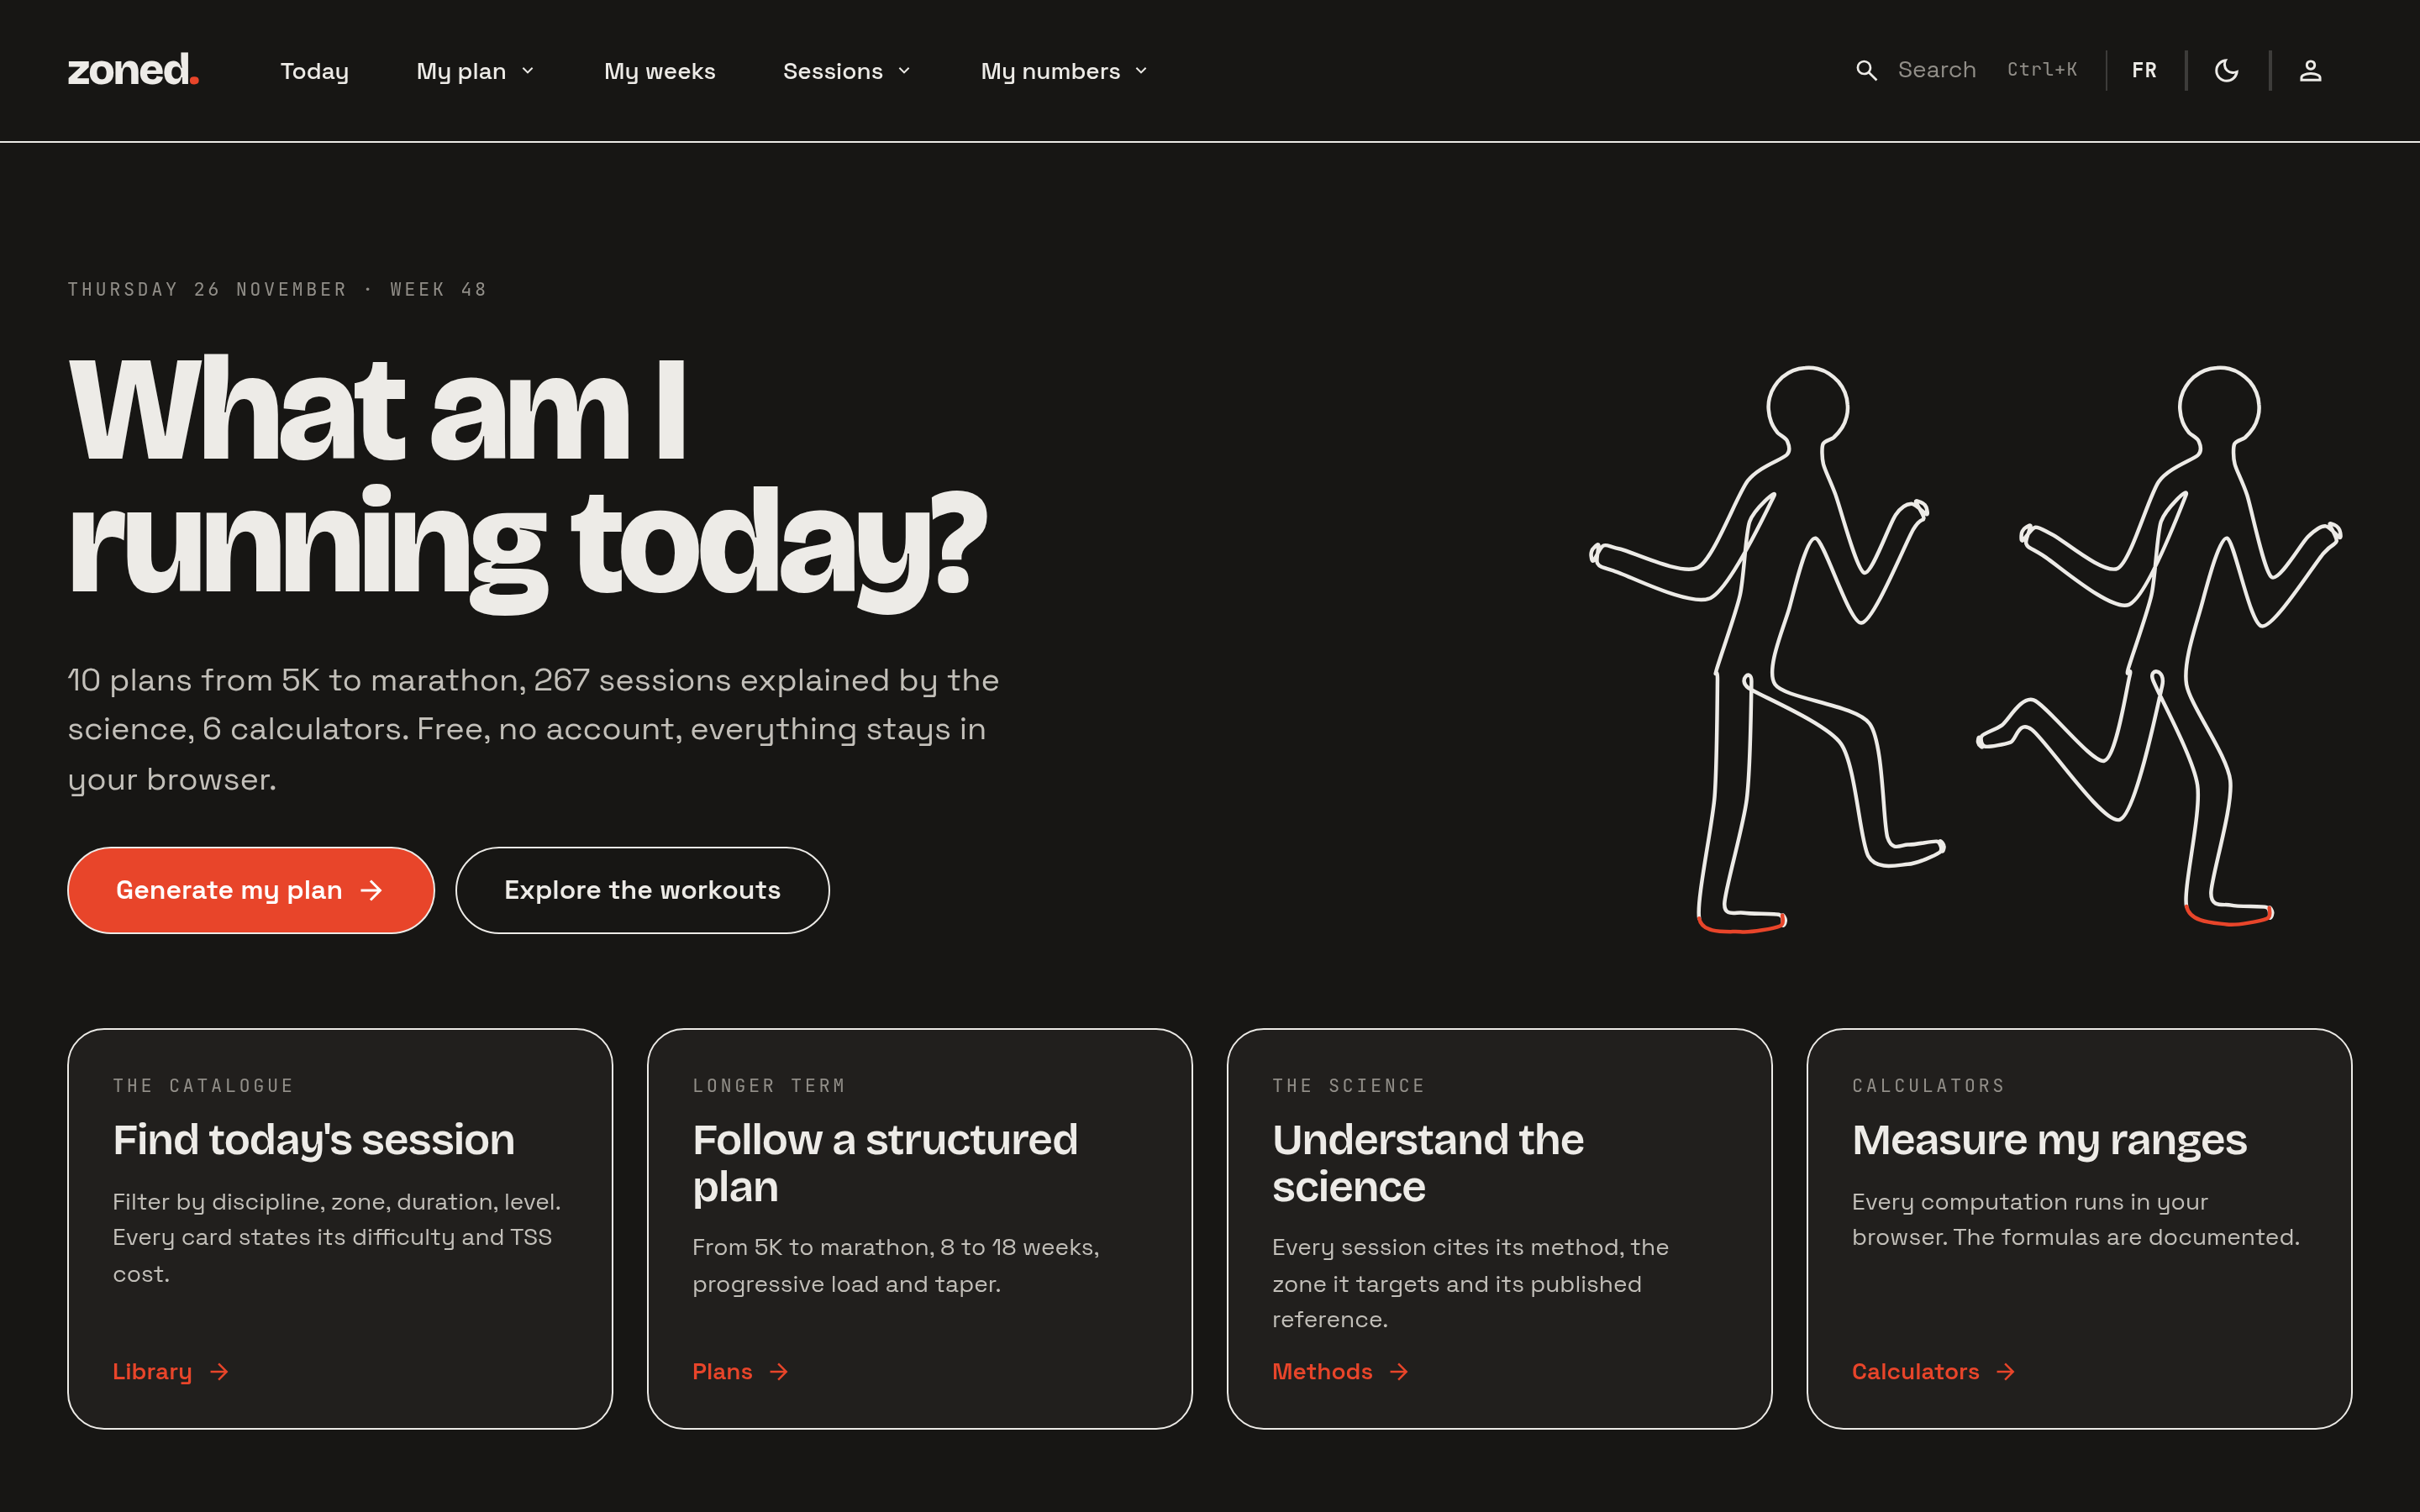 zoned.
Today
My plan
My weeks
Sessions
My numbers
Search
Ctrl+K
FR
THURSDAY 26 NOVEMBER · WEEK 48
What am I
running today?
10 plans from 5K to marathon, 267 sessions explained by the
science, 6 calculators. Free, no account, everything stays in
your browser.
Generate my plan →
Explore the workouts
THE CATALOGUE
Find today's session
Filter by discipline, zone, duration, level.
Every card states its difficulty and TSS
cost.
Library →
LONGER TERM
Follow a structured
plan
From 5K to marathon, 8 to 18 weeks,
progressive load and taper.
Plans →
THE SCIENCE
Understand the
science
Every session cites its method, the
zone it targets and its published
reference.
Methods →
CALCULATORS
Measure my ranges
Every computation runs in your
browser. The formulas are documented.
Calculators →